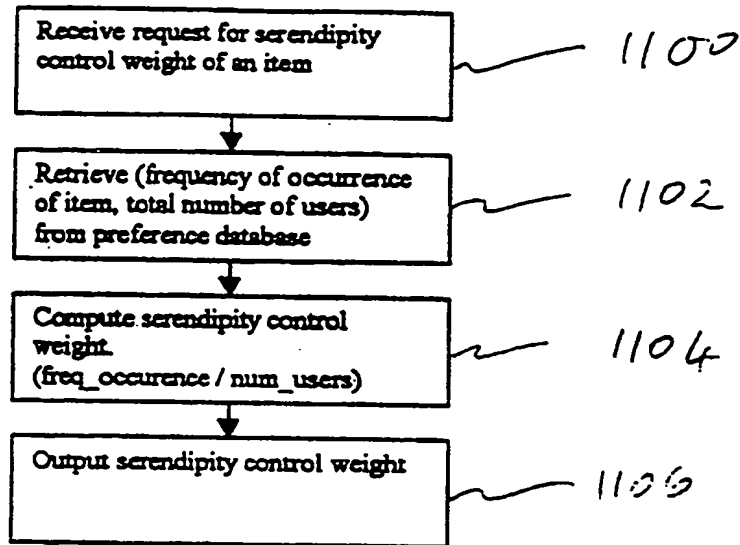 Receive request for serendipity
control weight of an item
1100
Retrieve (frequency of occurrence
of item, total number of users)
from preference database
1102
Compute serendipity control
weight.
(freq_occurence / num_users)
1104
Output serendipity control weight
1106